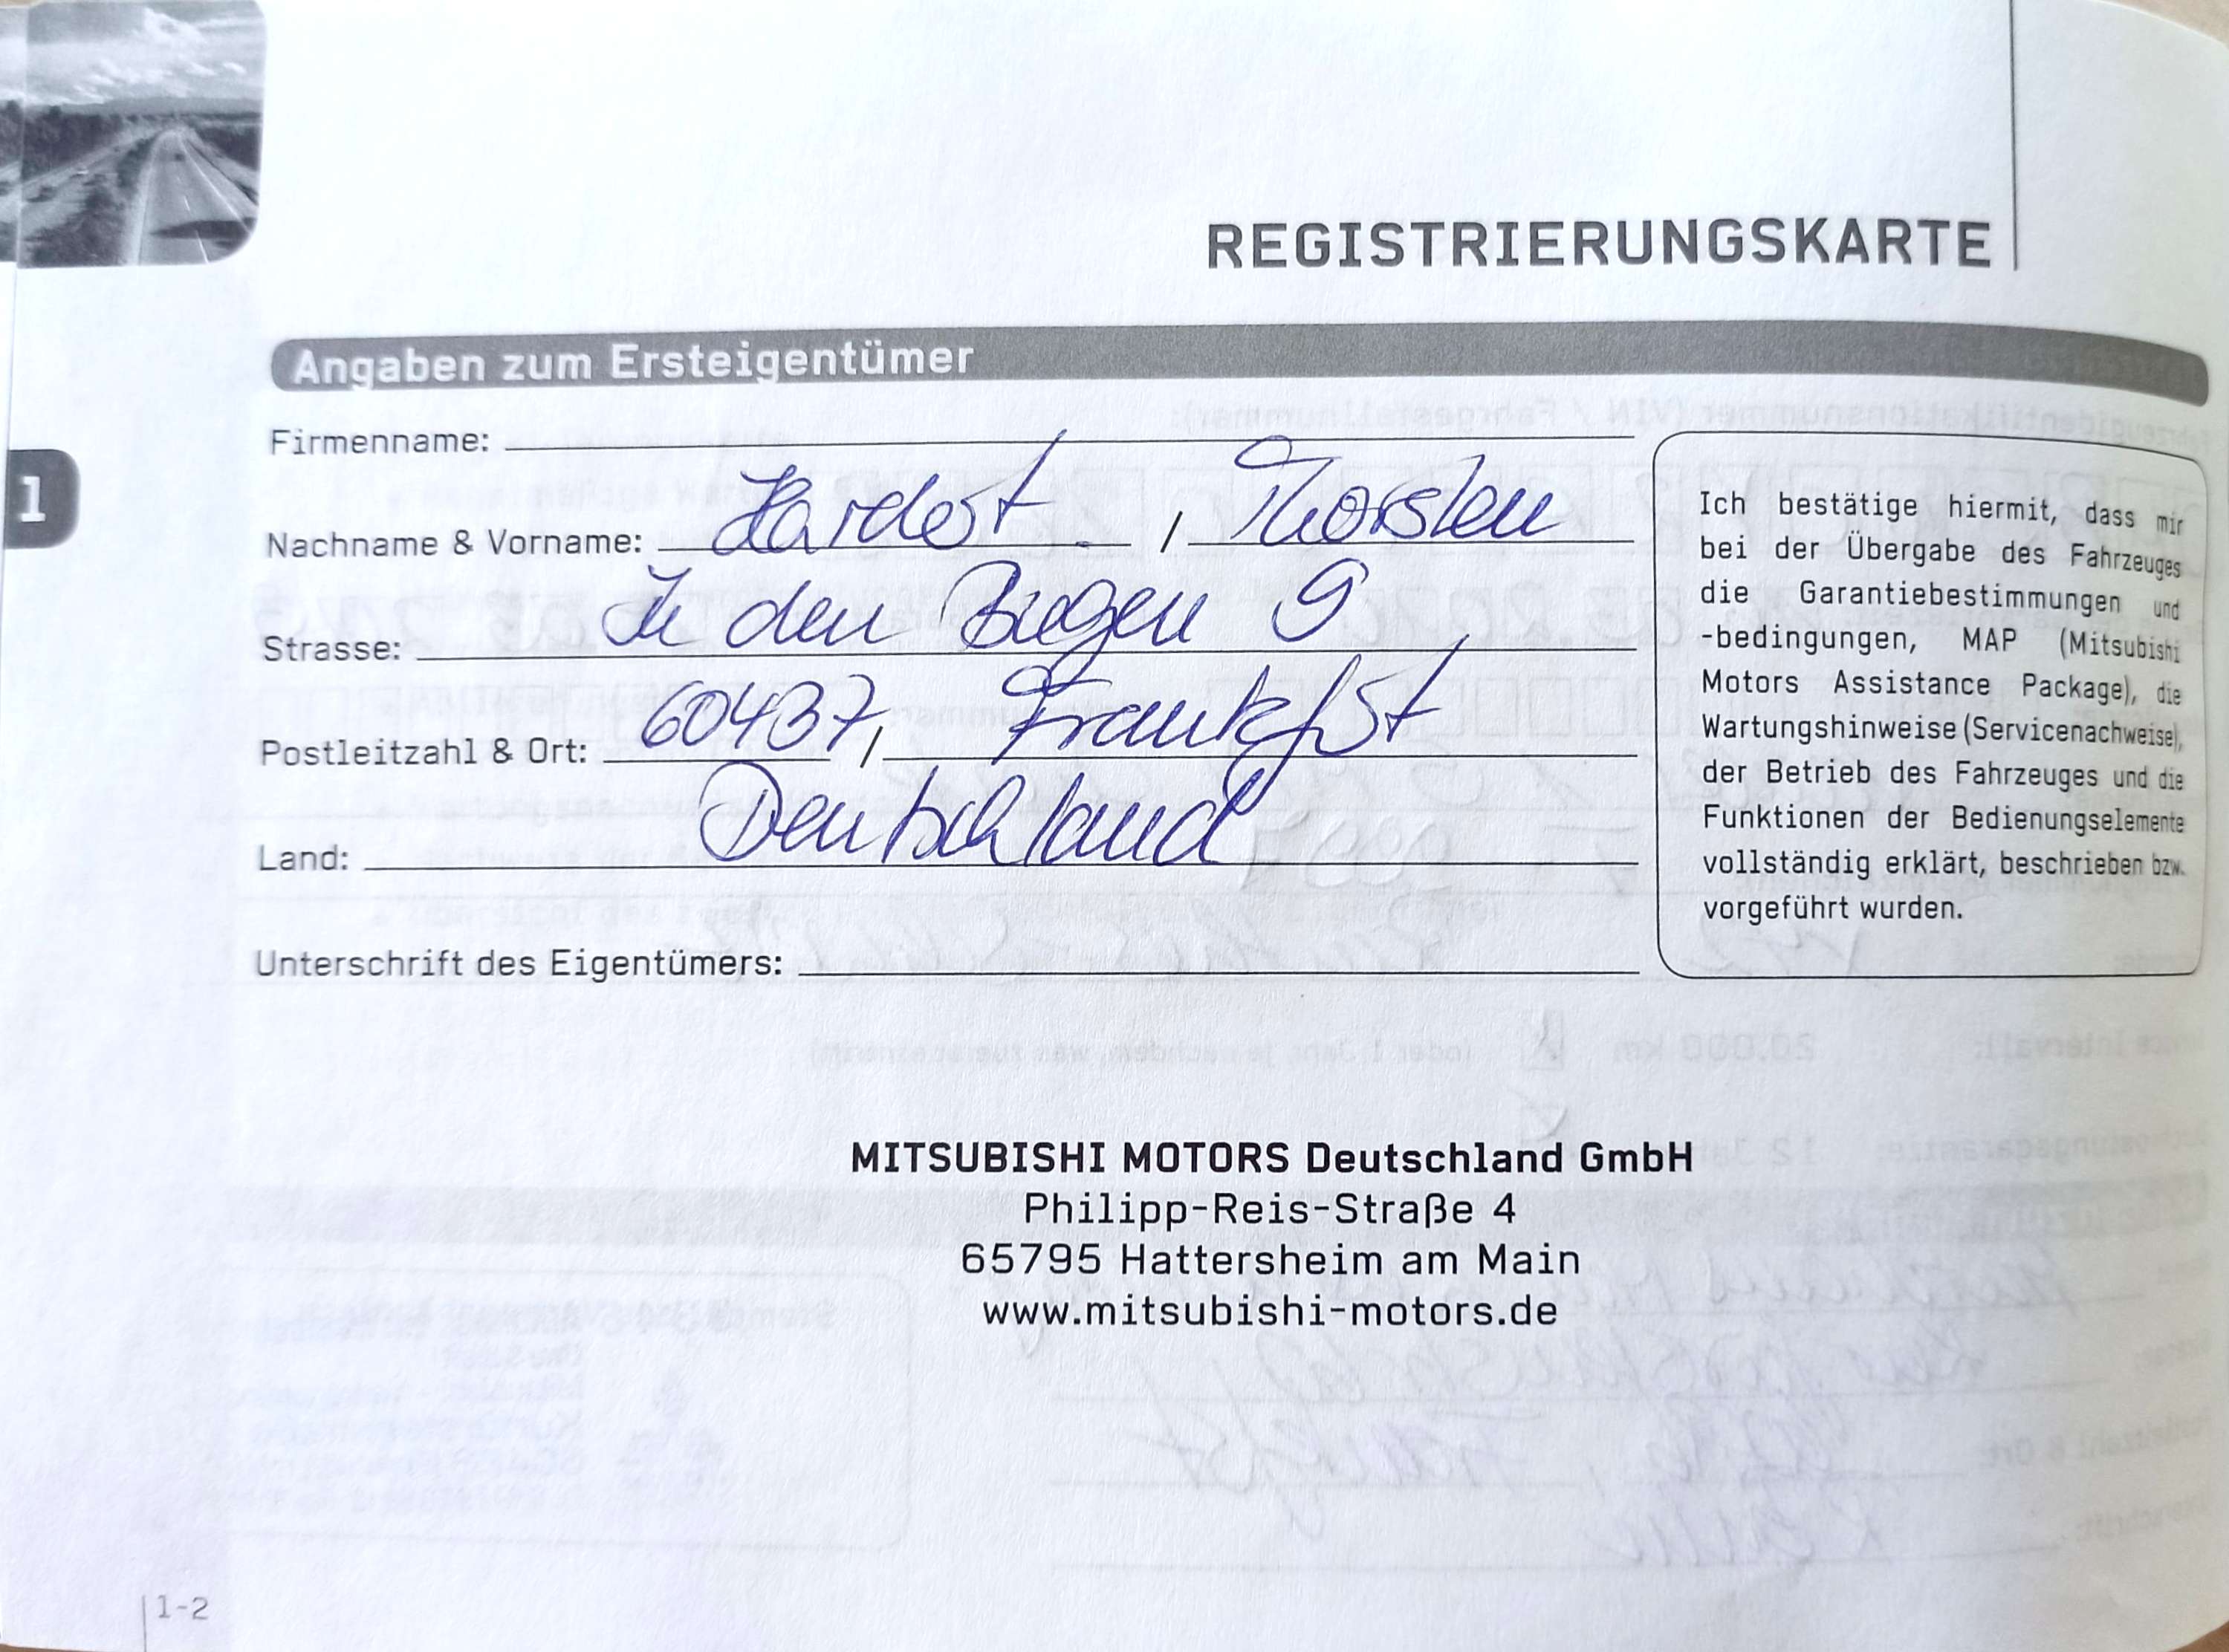 REGISTRIERUNGSKARTE
Angaben zum Ersteigentümer
1
Firmenname:
Nachname & Vorname: Hardest / Thorsten
Strasse: In den Bügen 9
Postleitzahl & Ort: 60437 / Frankfst
Land: Deutschland
Unterschrift des Eigentümers:
Ich bestätige hiermit, dass mir
bei der Übergabe des Fahrzeuges
die Garantiebestimmungen und
-bedingungen, MAP (Mitsubishi
Motors Assistance Package), die
Wartungshinweise (Servicenachweise),
der Betrieb des Fahrzeuges und die
Funktionen der Bedienungselemente
vollständig erklärt, beschrieben bzw.
vorgeführt wurden.
MITSUBISHI MOTORS Deutschland GmbH
Philipp-Reis-Straße 4
65795 Hattersheim am Main
www.mitsubishi-motors.de
1-2